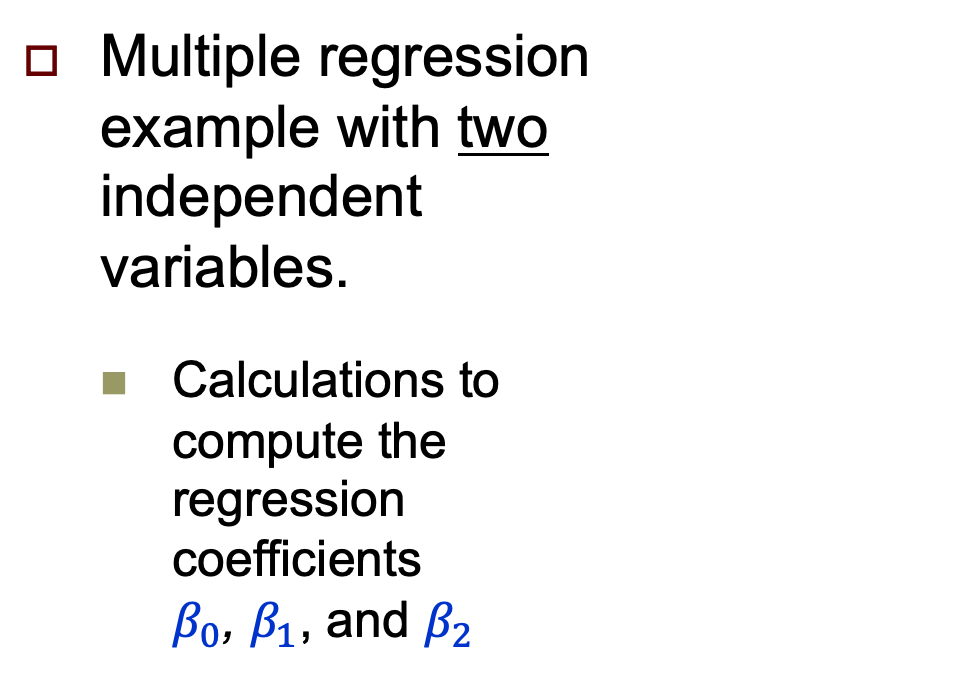 Multiple regression
example with two
independent
variables.
Calculations to
compute the
regression
coefficients
β₀, β₁, and β₂